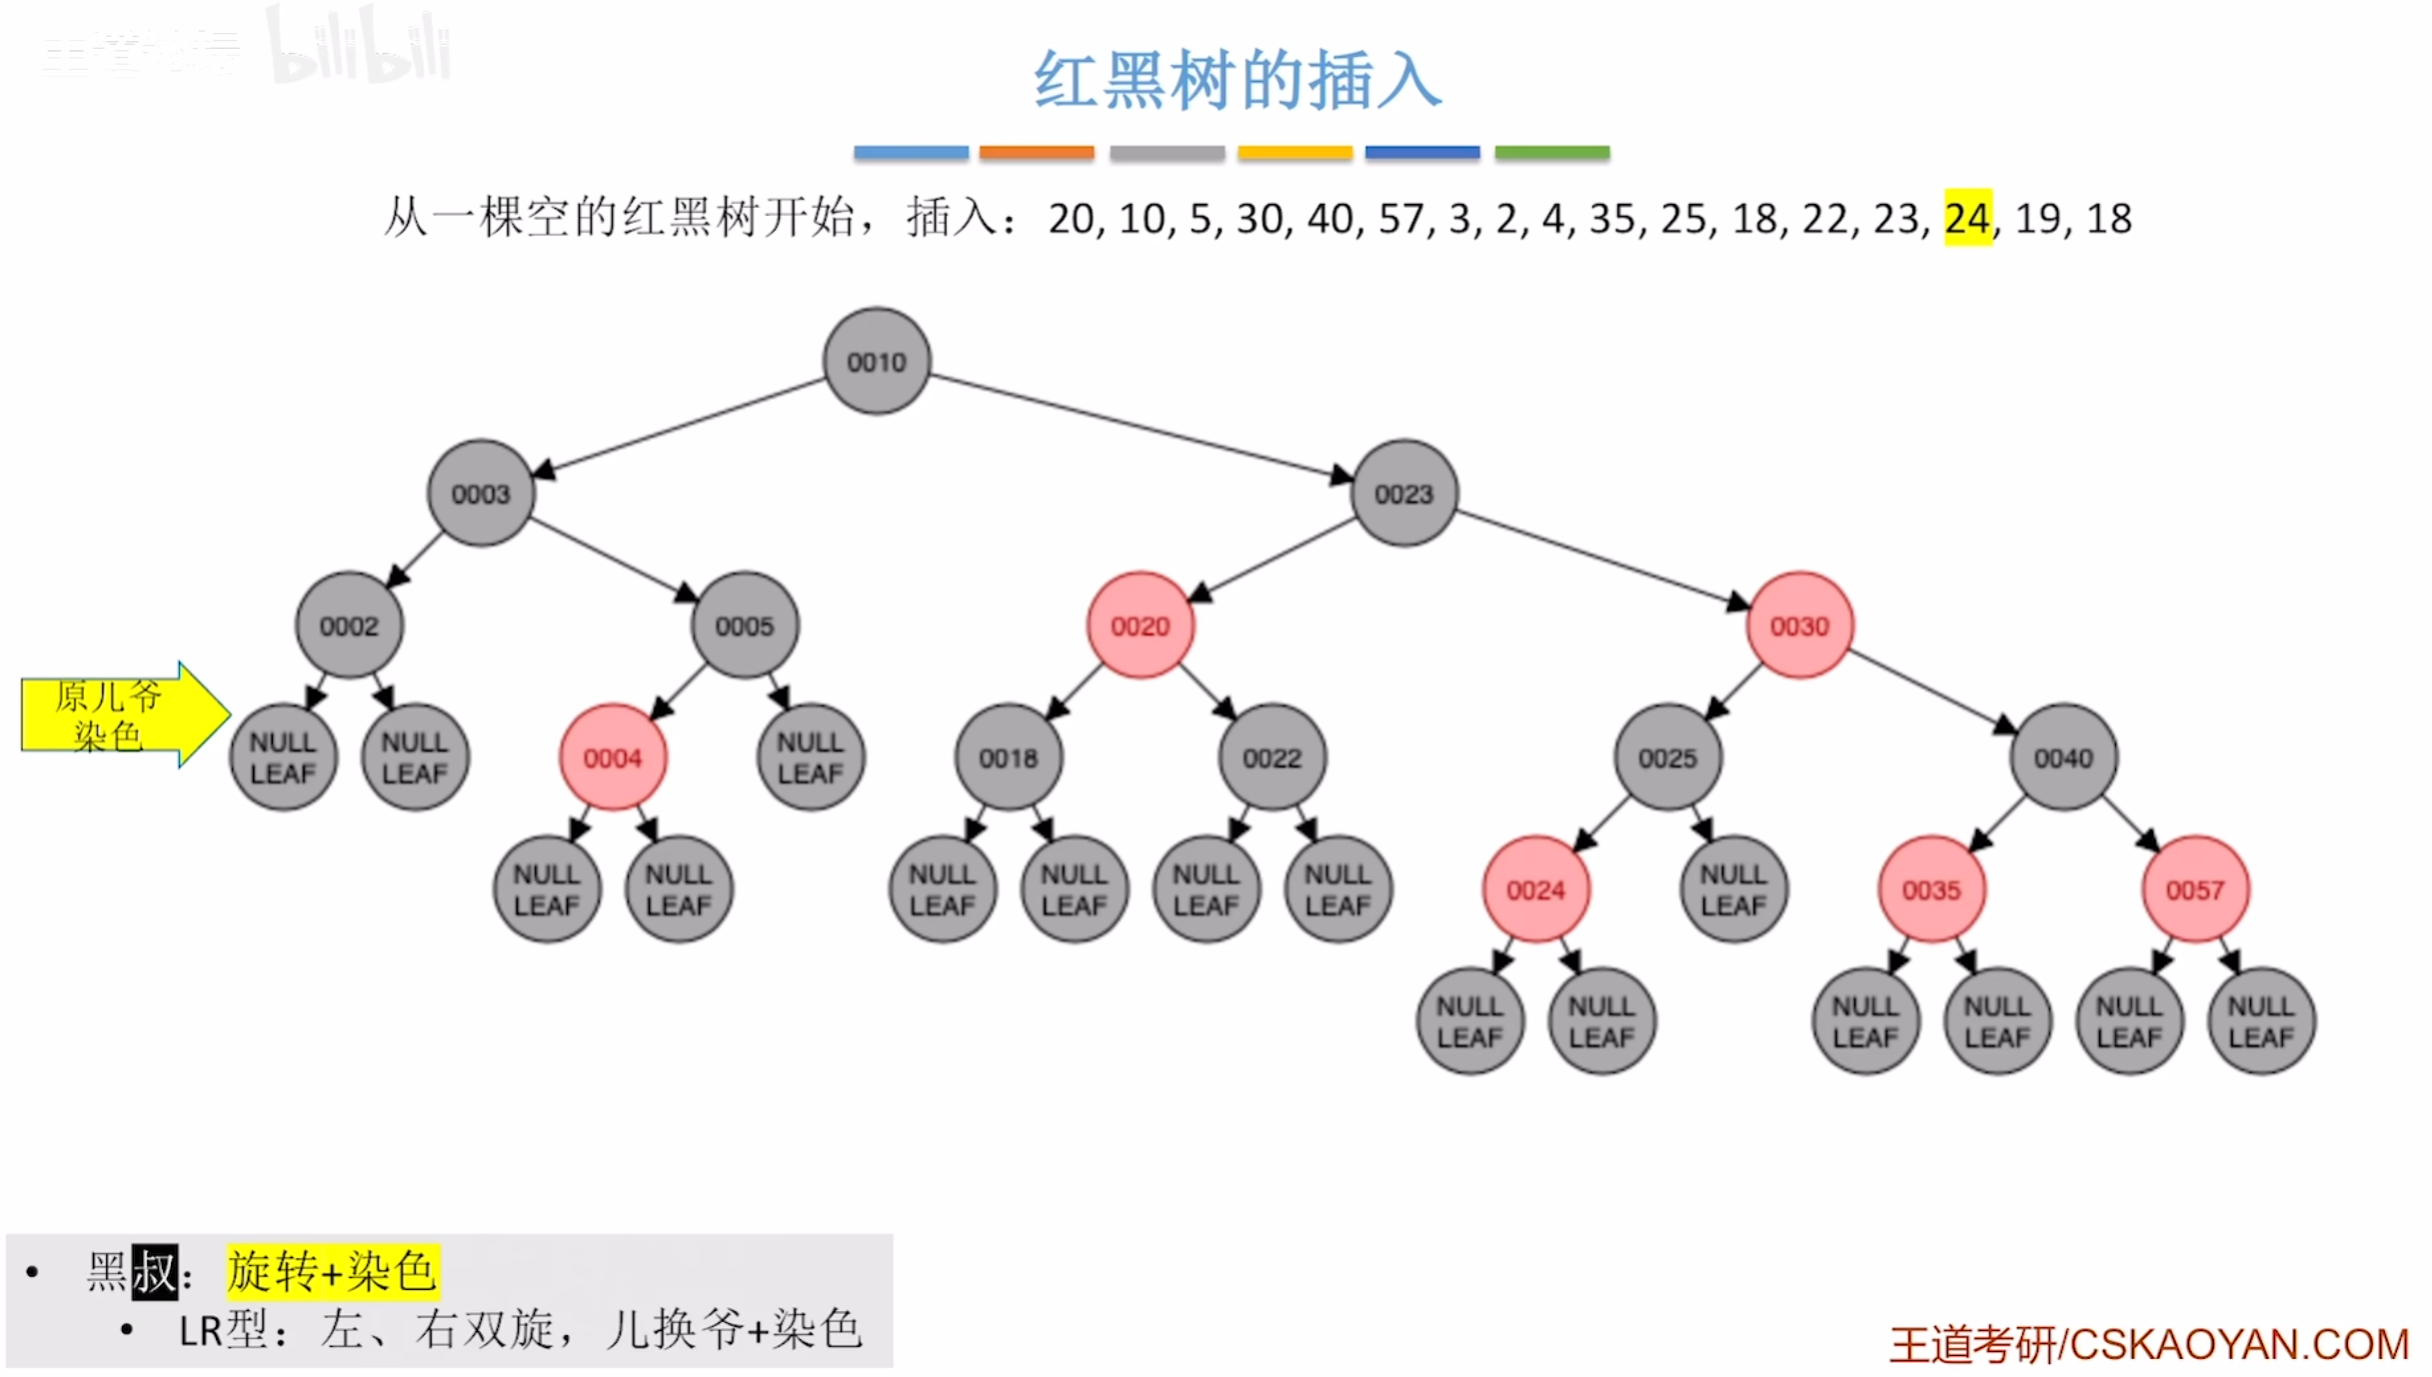 王道论坛 bilibili
红黑树的插入
从一棵空的红黑树开始，插入：20, 10, 5, 30, 40, 57, 3, 2, 4, 35, 25, 18, 22, 23, 24, 19, 18
0010
0003
0023
0002
0005
0020
0030
原儿爷
染色
NULL
LEAF
NULL
LEAF
0004
NULL
LEAF
0018
0022
0025
0040
NULL
LEAF
NULL
LEAF
NULL
LEAF
NULL
LEAF
NULL
LEAF
NULL
LEAF
0024
NULL
LEAF
0035
0057
NULL
LEAF
NULL
LEAF
NULL
LEAF
NULL
LEAF
NULL
LEAF
NULL
LEAF
• 黑叔：旋转+染色
• LR型：左、右双旋，儿换爷+染色
王道考研/CSKAOYAN.COM